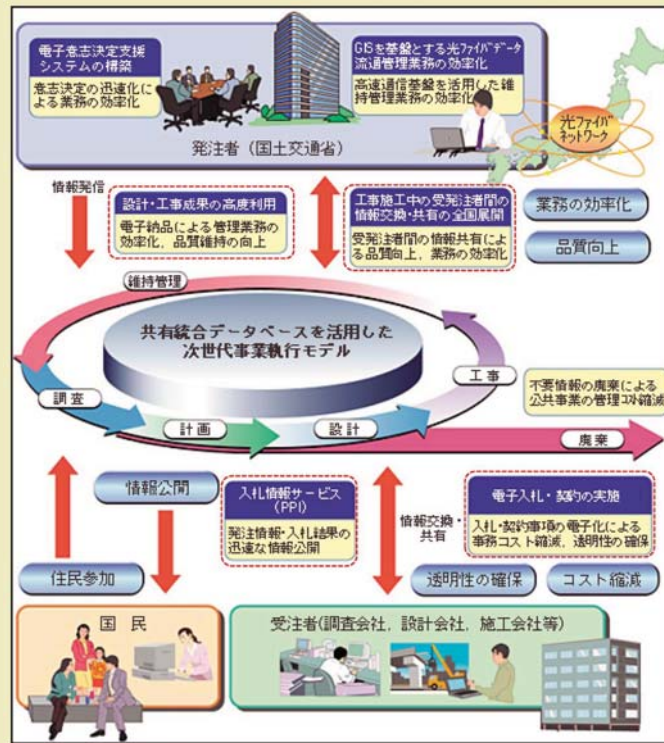 電子意志決定支援
システムの構築
意志決定の迅速化に
よる業務の効率化
GISを基盤とする光ファイバデータ
流通管理業務の効率化
高速通信基盤を活用した維
持管理業務の効率化
発注者（国土交通省）
光ファイバ
ネットワーク
情報発信
設計・工事成果の高度利用
電子納品による管理業務の
効率化，品質維持の向上
工事施工中の受発注者間の
情報交換・共有の全国展開
受発注者間の情報共有によ
る品質向上，業務の効率化
業務の効率化
品質向上
維持管理
共有統合データベースを活用した
次世代事業執行モデル
調査
計画
設計
工事
不要情報の廃棄による
公共事業の管理コスト縮減
廃棄
情報公開
入札情報サービス
（PPI）
発注情報・入札結果の
迅速な情報公開
情報交換・
共有
電子入札・契約の実施
入札・契約事項の電子化による
事務コスト縮減，透明性の確保
住民参加
透明性の確保
コスト縮減
国民
受注者(調査会社，設計会社，施工会社等)